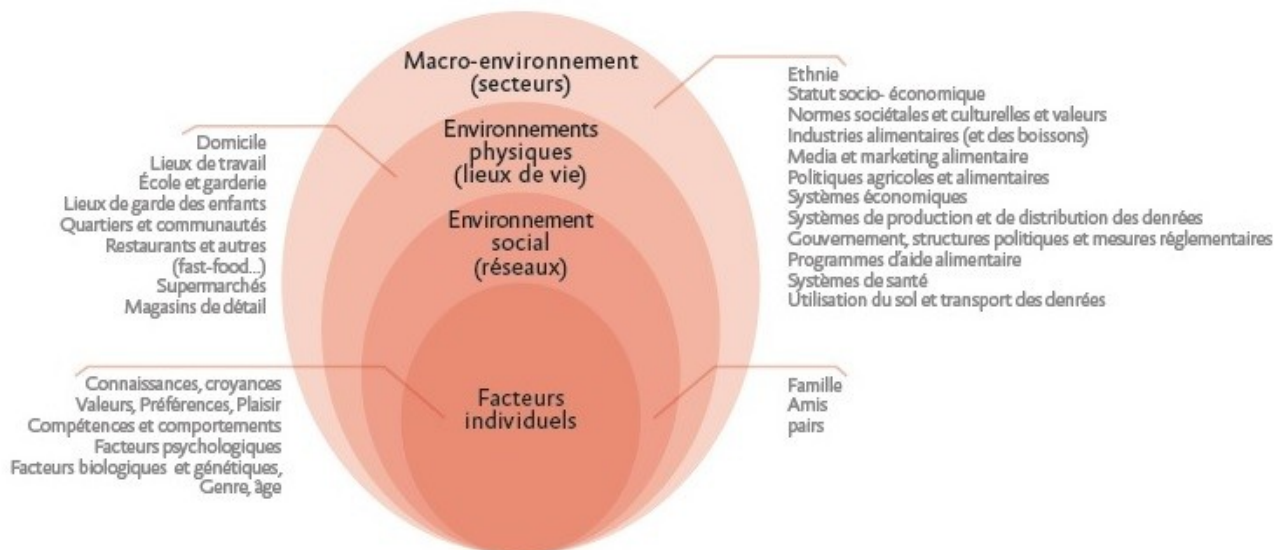 Macro-environnement
(secteurs)
Environnements
physiques
(lieux de vie)
Environnement
social
(réseaux)
Facteurs
individuels
Domicile
Lieux de travail
École et garderie
Lieux de garde des enfants
Quartiers et communautés
Restaurants et autres
(fast-food...)
Supermarchés
Magasins de détail
Connaissances, croyances
Valeurs, Préférences, Plaisir
Compétences et comportements
Facteurs psychologiques
Facteurs biologiques et génétiques,
Genre, âge
Ethnie
Statut socio- économique
Normes sociétales et culturelles et valeurs
Industries alimentaires (et des boissons)
Media et marketing alimentaire
Politiques agricoles et alimentaires
Systèmes économiques
Systèmes de production et de distribution des denrées
Gouvernement, structures politiques et mesures réglementaires
Programmes d'aide alimentaire
Systèmes de santé
Utilisation du sol et transport des denrées
Famille
Amis
pairs